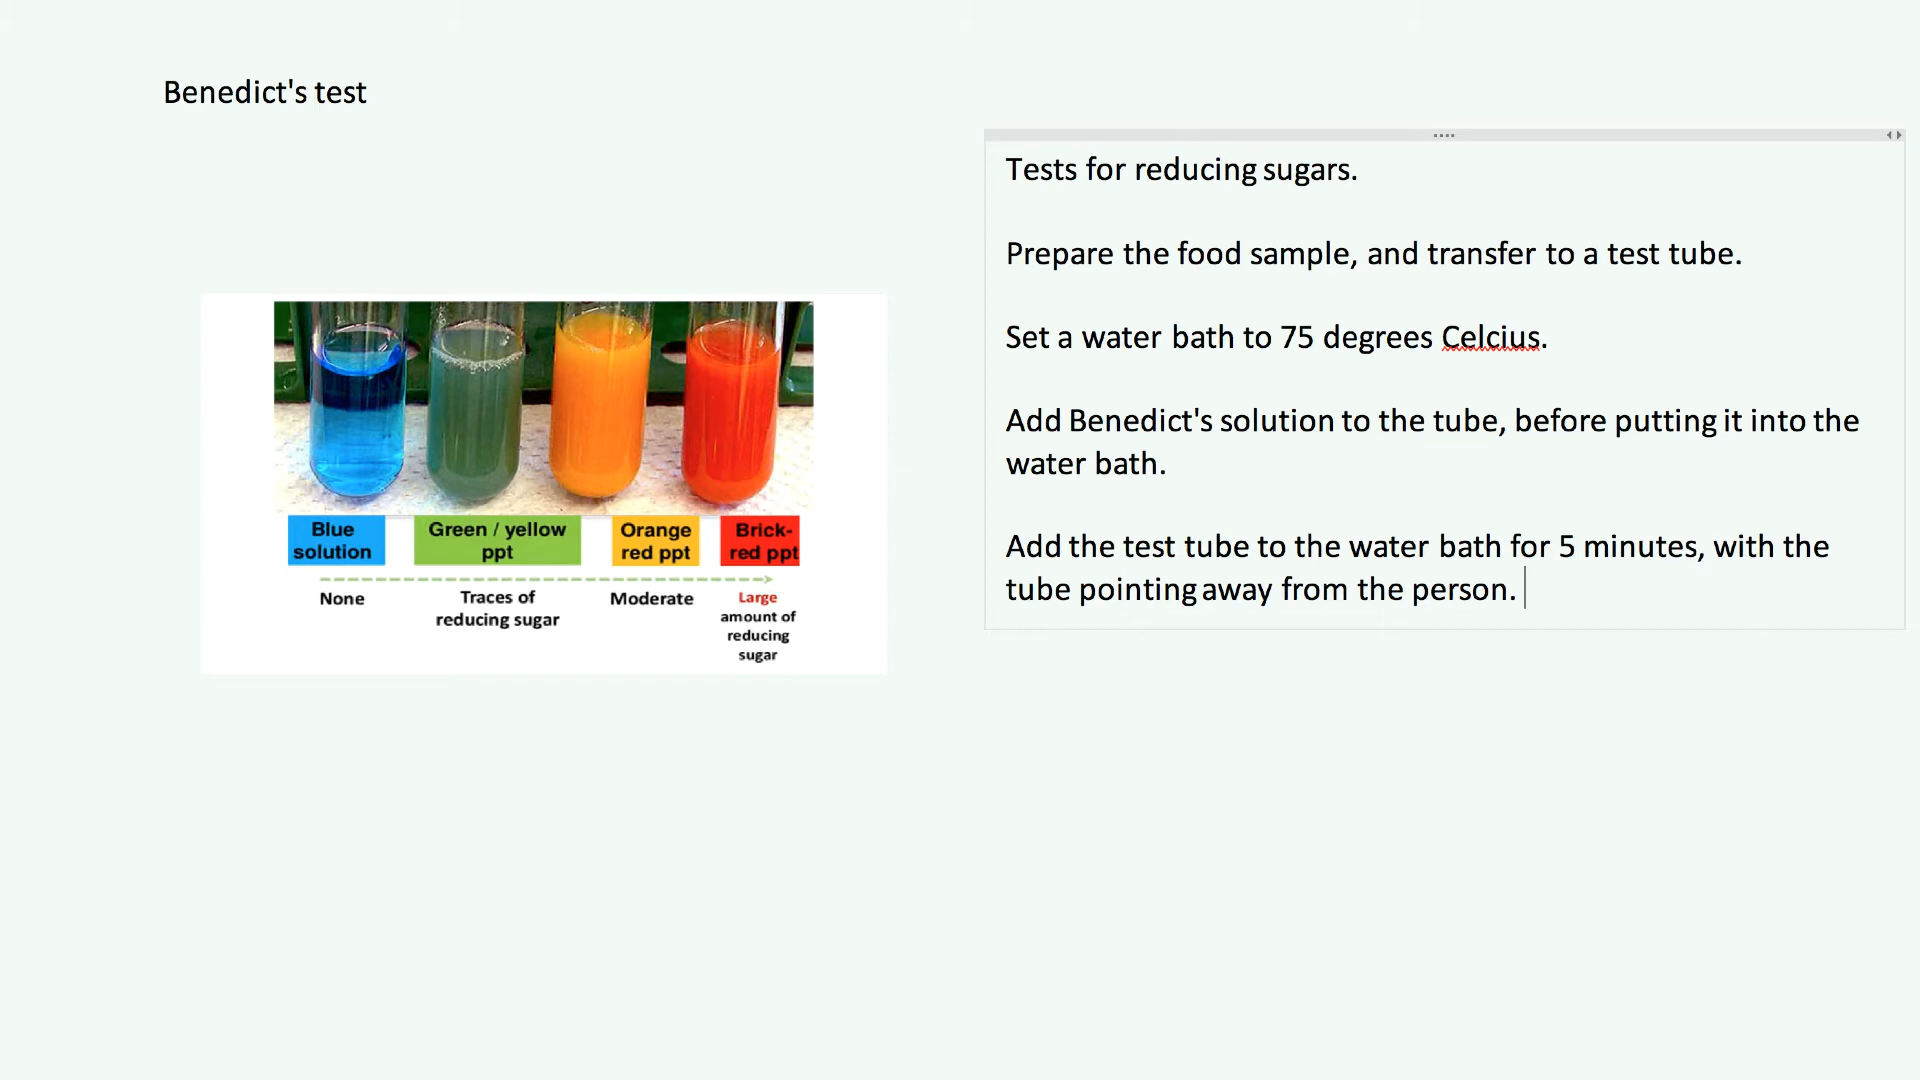 Benedict's test
Tests for reducing sugars.
Prepare the food sample, and transfer to a test tube.
Set a water bath to 75 degrees Celcius.
Add Benedict's solution to the tube, before putting it into the
water bath.
Add the test tube to the water bath for 5 minutes, with the
tube pointing away from the person.
Blue
solution
Green / yellow
ppt
Orange
red ppt
Brick-
red ppt
None
Traces of
reducing sugar
Moderate
Large
amount of
reducing
sugar